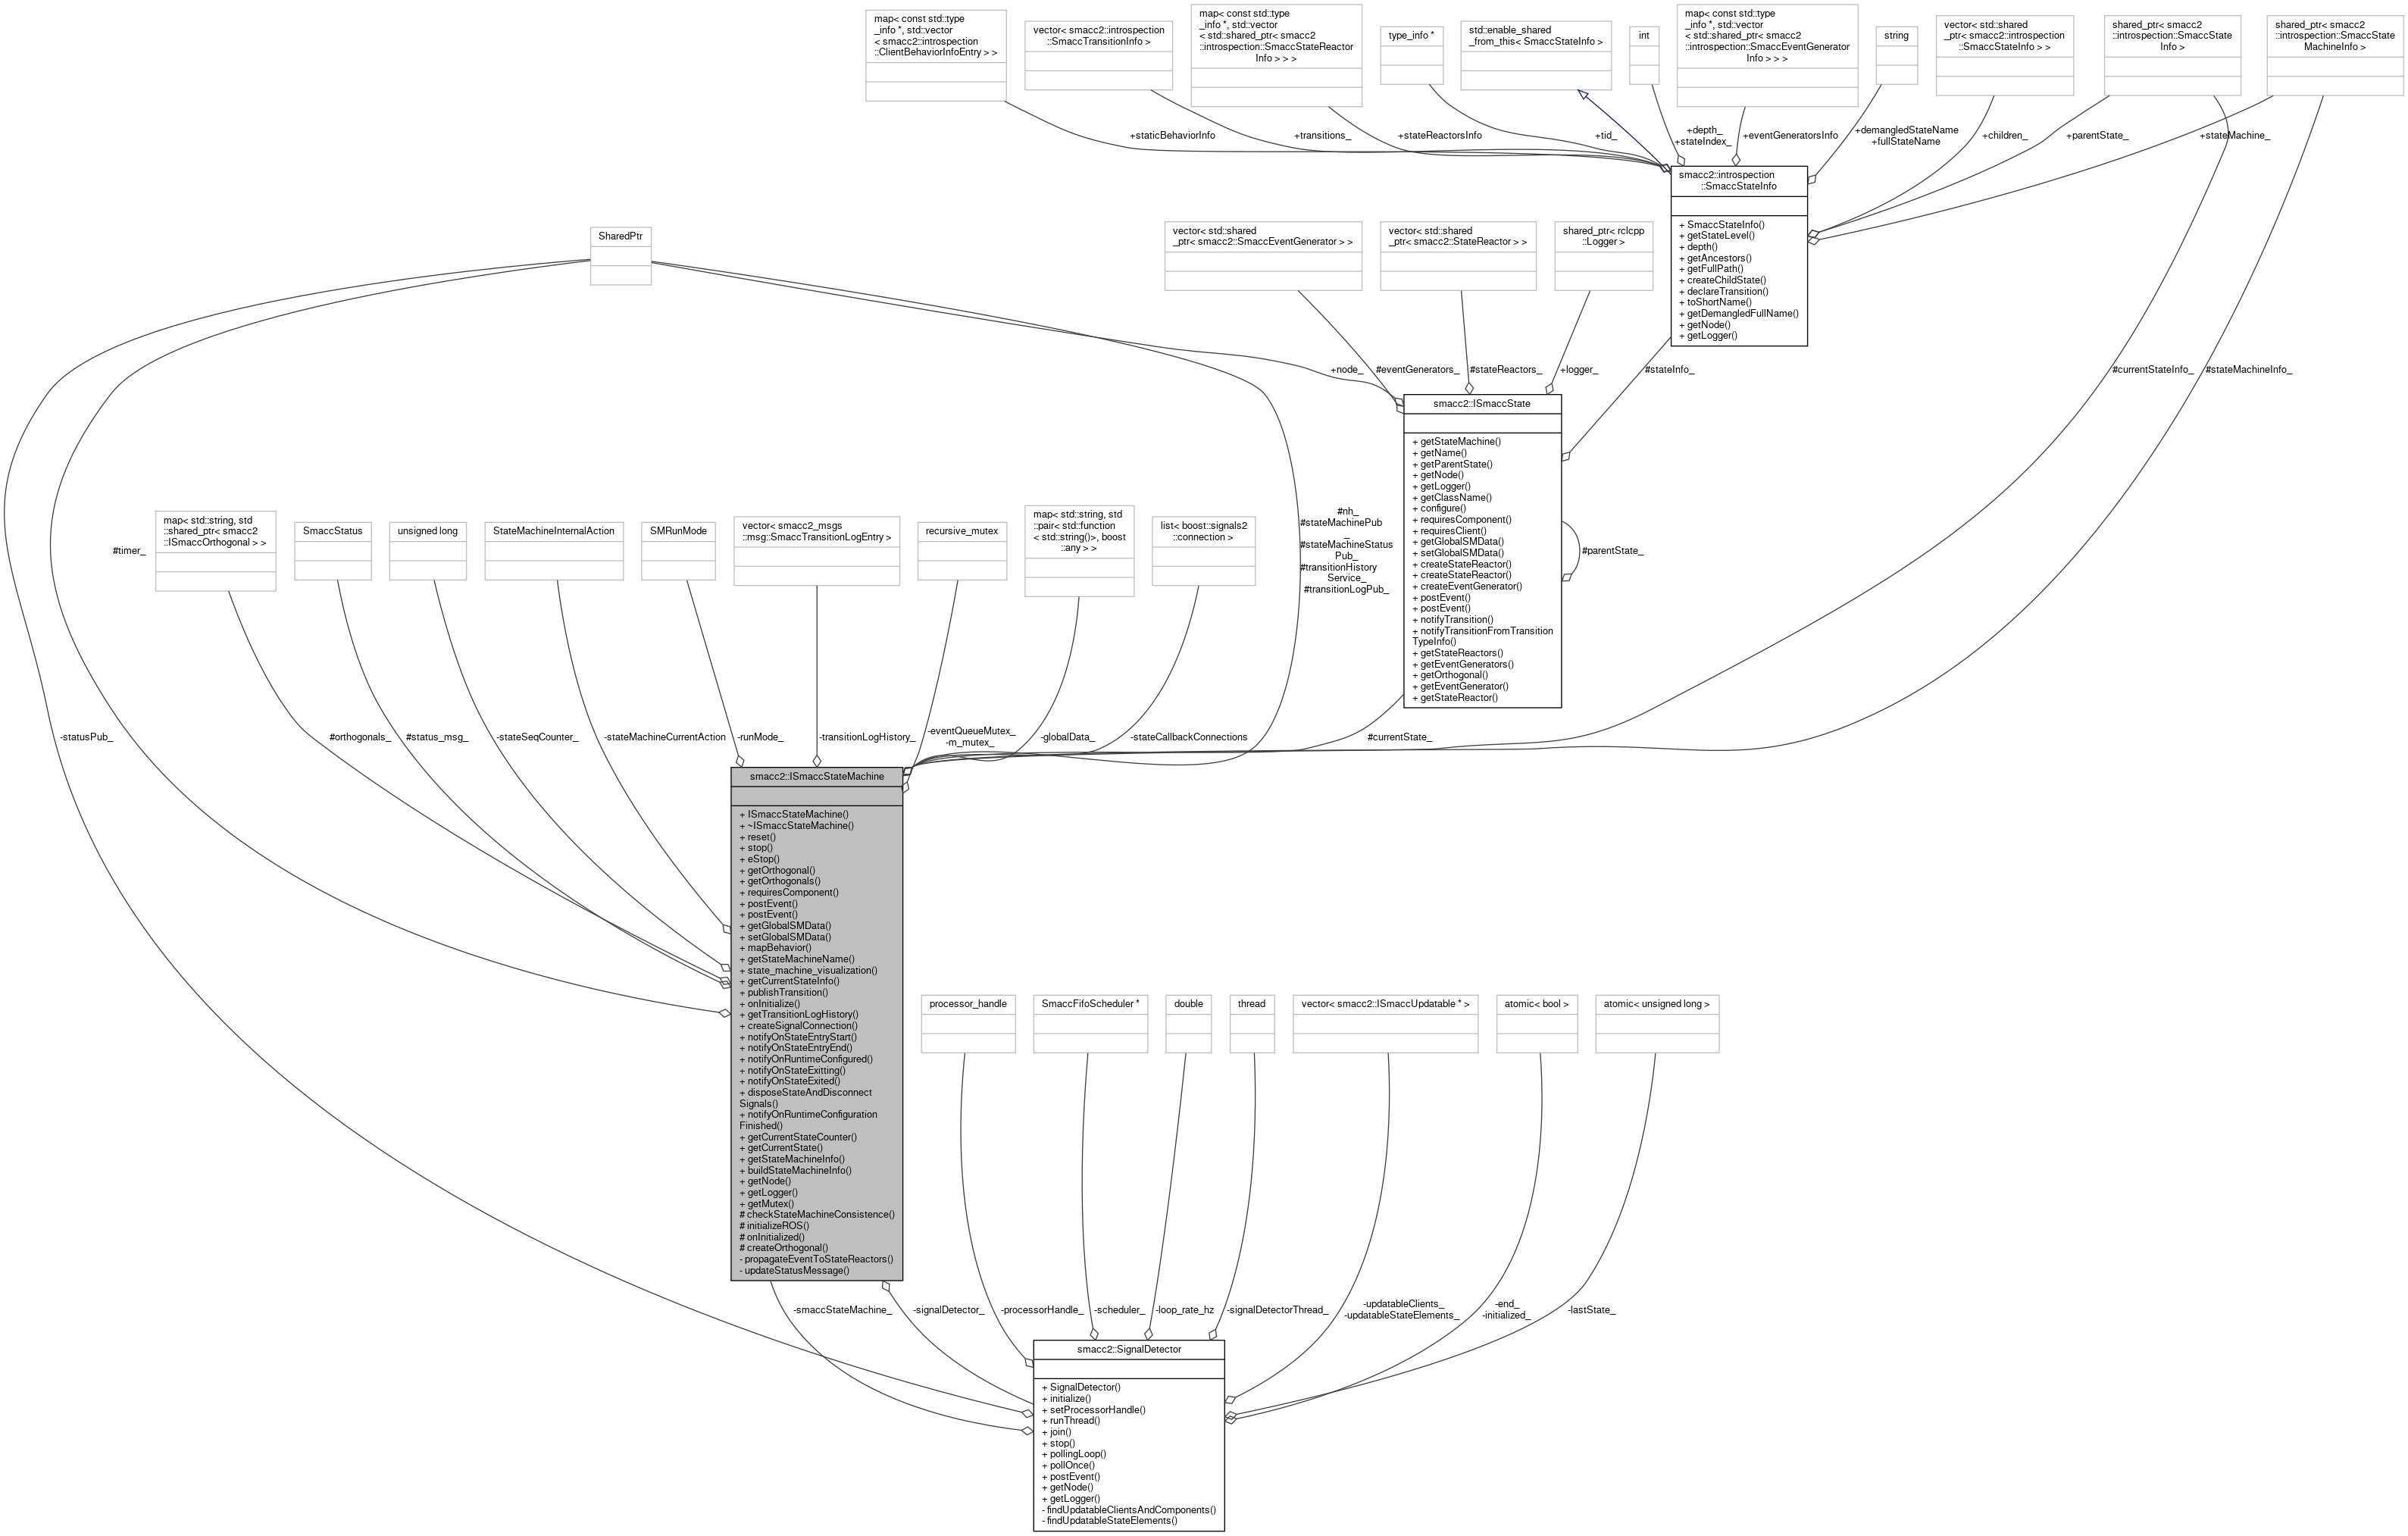 map< const std::type
_info *, std::vector
< smacc2::introspection
::ClientBehaviorInfoEntry > >
vector< smacc2::introspection
::SmaccTransitionInfo >
map< const std::type
_info *, std::vector
< std::shared_ptr< smacc2
::introspection::SmaccStateReactor
Info > > >
type_info *
std::enable_shared
_from_this< SmaccStateInfo >
int
map< const std::type
_info *, std::vector
< std::shared_ptr< smacc2
::introspection::SmaccEventGenerator
Info > > >
string
vector< std::shared
_ptr< smacc2::introspection
::SmaccStateInfo > >
shared_ptr< smacc2
::introspection::SmaccState
Info >
shared_ptr< smacc2
::introspection::SmaccState
MachineInfo >
+staticBehaviorInfo
+transitions_
+stateReactorsInfo
+tid_
+depth_
+stateIndex_
+eventGeneratorsInfo
+demangledStateName
+fullStateName
+children_
+parentState_
+stateMachine_
smacc2::introspection
::SmaccStateInfo
+ SmaccStateInfo()
+ getStateLevel()
+ depth()
+ getAncestors()
+ getFullPath()
+ createChildState()
+ declareTransition()
+ toShortName()
+ getDemangledFullName()
+ getNode()
+ getLogger()
SharedPtr
vector< std::shared
_ptr< smacc2::SmaccEventGenerator > >
vector< std::shared
_ptr< smacc2::StateReactor > >
shared_ptr< rclcpp
::Logger >
+node_
#eventGenerators_
#stateReactors_
+logger_
#stateInfo_
#currentStateInfo_
#stateMachineInfo_
smacc2::ISmaccState
+ getStateMachine()
+ getName()
+ getParentState()
+ getNode()
+ getLogger()
+ getClassName()
+ configure()
+ requiresComponent()
+ requiresClient()
+ getGlobalSMData()
+ setGlobalSMData()
+ createStateReactor()
+ createStateReactor()
+ createEventGenerator()
+ postEvent()
+ postEvent()
+ notifyTransition()
+ notifyTransitionFromTransition
TypeInfo()
+ getStateReactors()
+ getEventGenerators()
+ getOrthogonal()
+ getEventGenerator()
+ getStateReactor()
#parentState_
#timer_
map< std::string, std
::shared_ptr< smacc2
::ISmaccOrthogonal > >
SmaccStatus
unsigned long
StateMachineInternalAction
SMRunMode
vector< smacc2_msgs
::msg::SmaccTransitionLogEntry >
recursive_mutex
map< std::string, std
::pair< std::function
< std::string()>, boost
::any > >
list< boost::signals2
::connection >
#nh_
#stateMachinePub
_
#stateMachineStatus
Pub_
#transitionHistory
Service_
#transitionLogPub_
-statusPub_
#orthogonals_
#status_msg_
-stateSeqCounter_
-stateMachineCurrentAction
-runMode_
-transitionLogHistory_
-eventQueueMutex_
-m_mutex_
-globalData_
-stateCallbackConnections
#currentState_
smacc2::ISmaccStateMachine
+ ISmaccStateMachine()
+ ~ISmaccStateMachine()
+ reset()
+ stop()
+ eStop()
+ getOrthogonal()
+ getOrthogonals()
+ requiresComponent()
+ postEvent()
+ postEvent()
+ getGlobalSMData()
+ setGlobalSMData()
+ mapBehavior()
+ getStateMachineName()
+ state_machine_visualization()
+ getCurrentStateInfo()
+ publishTransition()
+ onInitialize()
+ getTransitionLogHistory()
+ createSignalConnection()
+ notifyOnStateEntryStart()
+ notifyOnStateEntryEnd()
+ notifyOnRuntimeConfigured()
+ notifyOnStateExitting()
+ notifyOnStateExited()
+ disposeStateAndDisconnect
Signals()
+ notifyOnRuntimeConfiguration
Finished()
+ getCurrentStateCounter()
+ getCurrentState()
+ getStateMachineInfo()
+ buildStateMachineInfo()
+ getNode()
+ getLogger()
+ getMutex()
# checkStateMachineConsistence()
# initializeROS()
# onInitialized()
# createOrthogonal()
- propagateEventToStateReactors()
- updateStatusMessage()
processor_handle
SmaccFifoScheduler *
double
thread
vector< smacc2::ISmaccUpdatable * >
atomic< bool >
atomic< unsigned long >
-smaccStateMachine_
-signalDetector_
-processorHandle_
-scheduler_
-loop_rate_hz
-signalDetectorThread_
-updatableClients_
-updatableStateElements_
-end_
-initialized_
-lastState_
smacc2::SignalDetector
+ SignalDetector()
+ initialize()
+ setProcessorHandle()
+ runThread()
+ join()
+ stop()
+ pollingLoop()
+ pollOnce()
+ postEvent()
+ getNode()
+ getLogger()
- findUpdatableClientsAndComponents()
- findUpdatableStateElements()